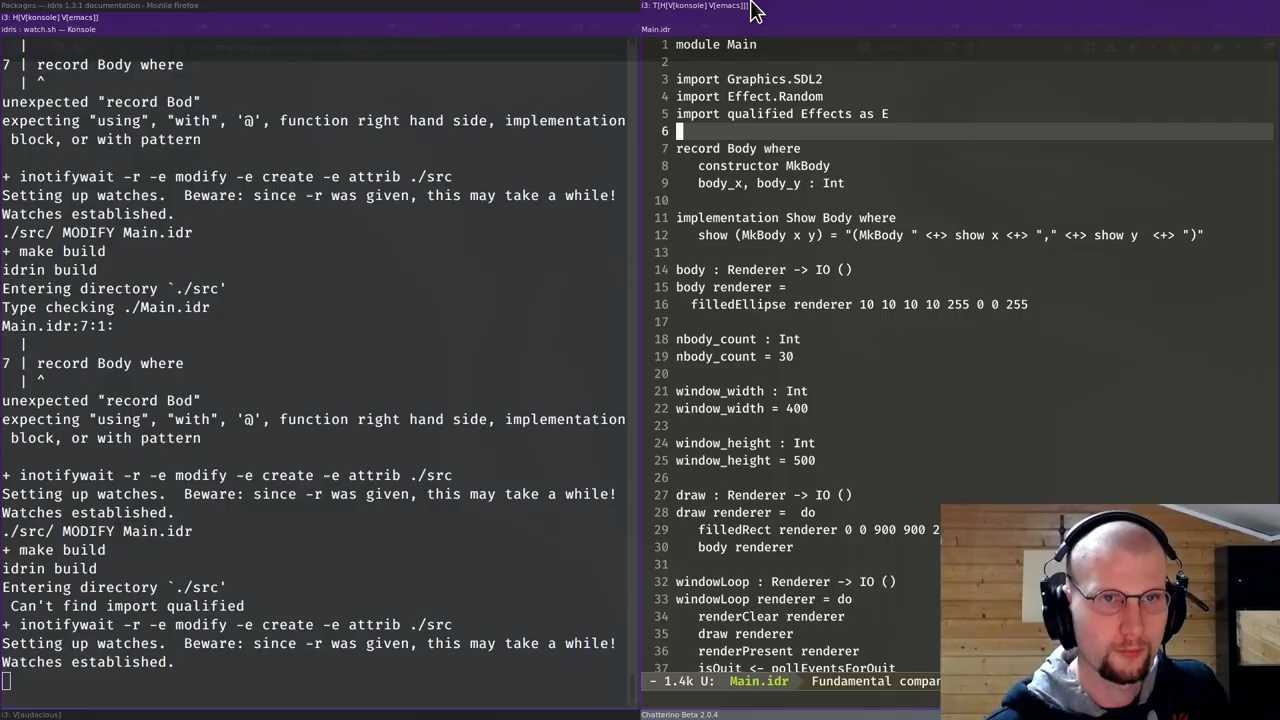 Packages — Idris 1.3.1 documentation - Mozilla Firefox
i3: H[V[konsole] V[emacs]]
idris : watch.sh — Konsole
|
7 | record Body where
| ^
unexpected "record Bod"
expecting "using", "with", '@', function right hand side, implementation
block, or with pattern
+ inotifywait -r -e modify -e create -e attrib ./src
Setting up watches.  Beware: since -r was given, this may take a while!
Watches established.
./src/ MODIFY Main.idr
+ make build
idrin build
Entering directory `./src'
Type checking ./Main.idr
Main.idr:7:1:
|
7 | record Body where
| ^
unexpected "record Bod"
expecting "using", "with", '@', function right hand side, implementation
block, or with pattern
+ inotifywait -r -e modify -e create -e attrib ./src
Setting up watches.  Beware: since -r was given, this may take a while!
Watches established.
./src/ MODIFY Main.idr
+ make build
idrin build
Entering directory `./src'
Can't find import qualified
+ inotifywait -r -e modify -e create -e attrib ./src
Setting up watches.  Beware: since -r was given, this may take a while!
Watches established.
i3: V[audacious]
i3: T[H[V[konsole] V[emacs]]]
Main.idr
1 module Main
2
3 import Graphics.SDL2
4 import Effect.Random
5 import qualified Effects as E
6
7 record Body where
8 constructor MkBody
9 body_x, body_y : Int
10
11 implementation Show Body where
12 show (MkBody x y) = "(MkBody " <+> show x <+> "," <+> show y  <+> ")"
13
14 body : Renderer -> IO ()
15 body renderer =
16 filledEllipse renderer 10 10 10 10 255 0 0 255
17
18 nbody_count : Int
19 nbody_count = 30
20
21 window_width : Int
22 window_width = 400
23
24 window_height : Int
25 window_height = 500
26
27 draw : Renderer -> IO ()
28 draw renderer =  do
29 filledRect renderer 0 0 900 900 2
30 body renderer
31
32 windowLoop : Renderer -> IO ()
33 windowLoop renderer = do
34 renderClear renderer
35 draw renderer
36 renderPresent renderer
37 isQuit <- pollEventsForQuit
- 1.4k U: Main.idr Fundamental compan
Chatterino Beta 2.0.4